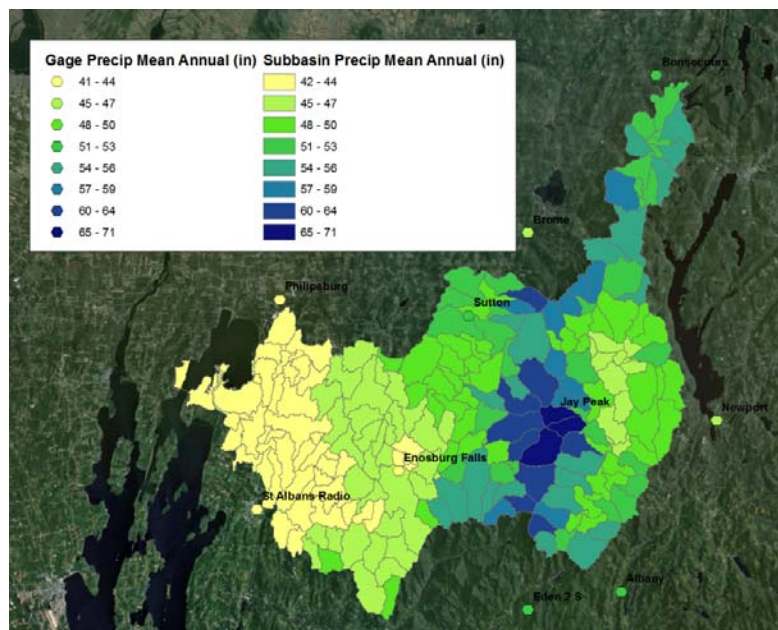 Gage Precip Mean Annual (in) Subbasin Precip Mean Annual (in)
41 - 44 42 - 44
45 - 47 45 - 47
48 - 50 48 - 50
51 - 53 51 - 53
54 - 56 54 - 56
57 - 59 57 - 59
60 - 64 60 - 64
65 - 71 65 - 71
Bonsecours
Brome
Philipsburg
Sutton
Jay Peak
Newport
Enosburg Falls
St Albans Radio
Albany
Eden 2 S